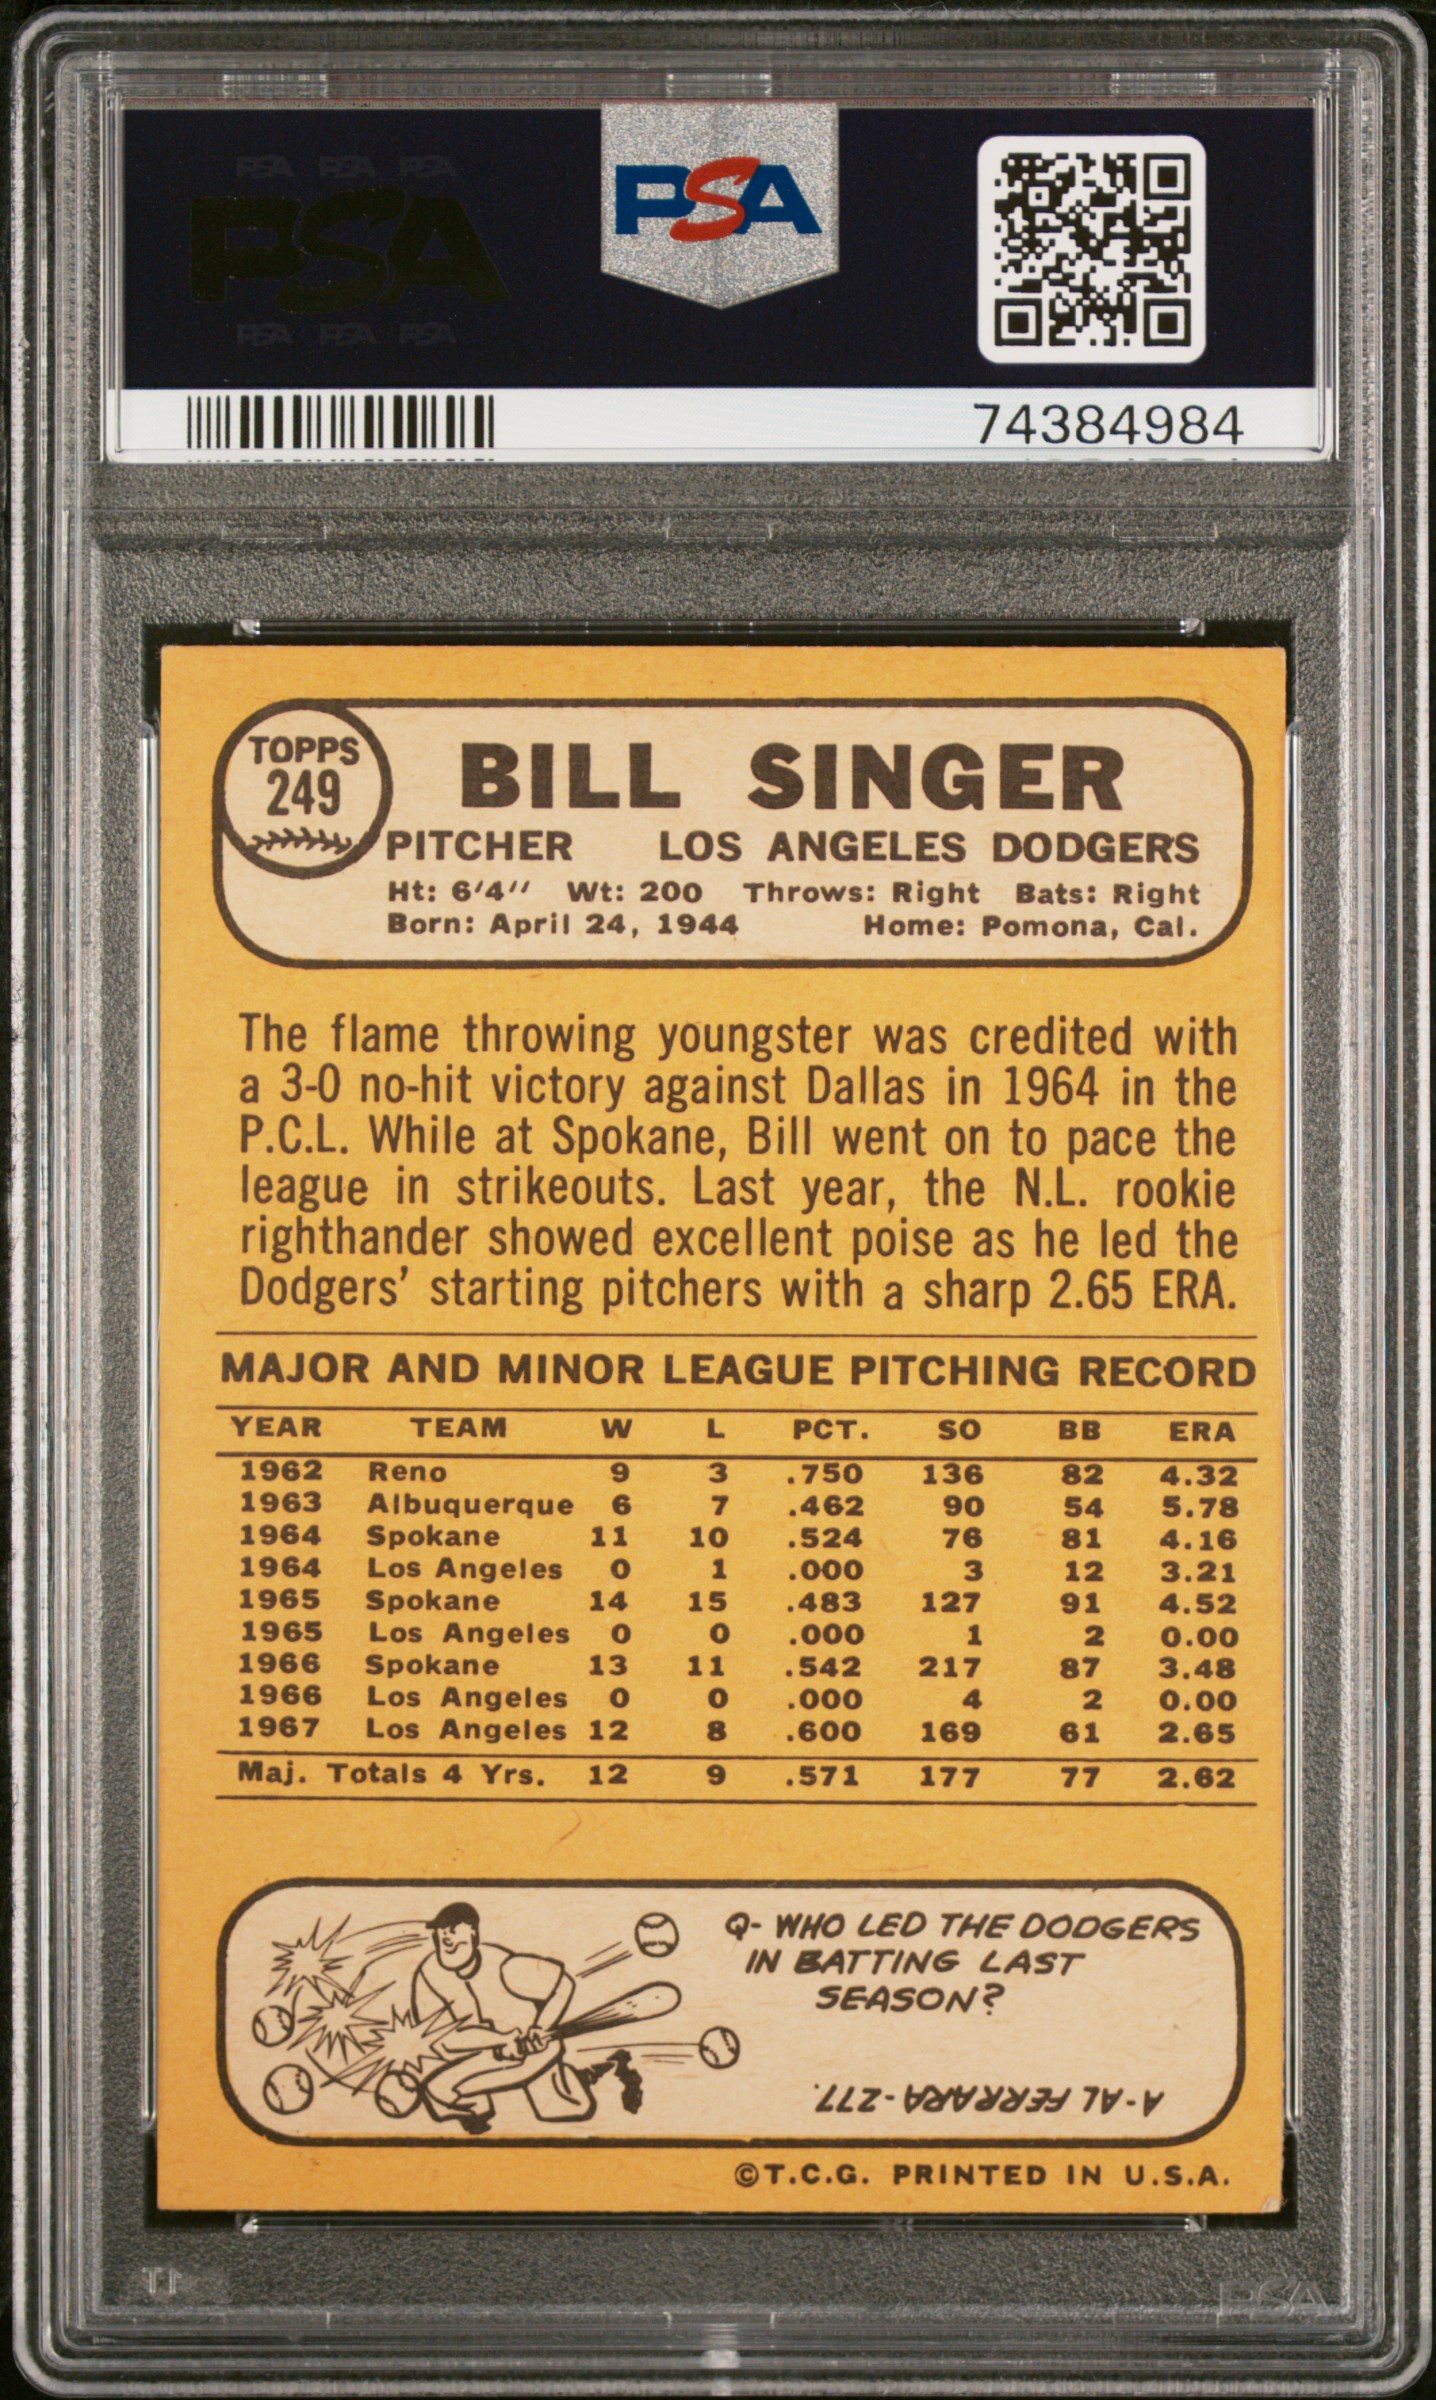 PSA PSA PSA
PSA
PSA PSA PSA
PSA
74384984
TOPPS
249
BILL SINGER
PITCHER LOS ANGELES DODGERS
Ht: 6'4" Wt: 200 Throws: Right Bats: Right
Born: April 24, 1944 Home: Pomona, Cal.
The flame throwing youngster was credited with
a 3-0 no-hit victory against Dallas in 1964 in the
P.C.L. While at Spokane, Bill went on to pace the
league in strikeouts. Last year, the N.L. rookie
righthander showed excellent poise as he led the
Dodgers' starting pitchers with a sharp 2.65 ERA.
MAJOR AND MINOR LEAGUE PITCHING RECORD
YEAR TEAM W L PCT. SO BB ERA
1962 Reno 9 3 .750 136 82 4.32
1963 Albuquerque 6 7 .462 90 54 5.78
1964 Spokane 11 10 .524 76 81 4.16
1964 Los Angeles 0 1 .000 3 12 3.21
1965 Spokane 14 15 .483 127 91 4.52
1965 Los Angeles 0 0 .000 1 2 0.00
1966 Spokane 13 11 .542 217 87 3.48
1966 Los Angeles 0 0 .000 4 2 0.00
1967 Los Angeles 12 8 .600 169 61 2.65
Maj. Totals 4 Yrs. 12 9 .571 177 77 2.62
Q- WHO LED THE DODGERS
IN BATTING LAST
SEASON?
A-AL FERRARA-.277
©T.C.G. PRINTED IN U.S.A.
PSA